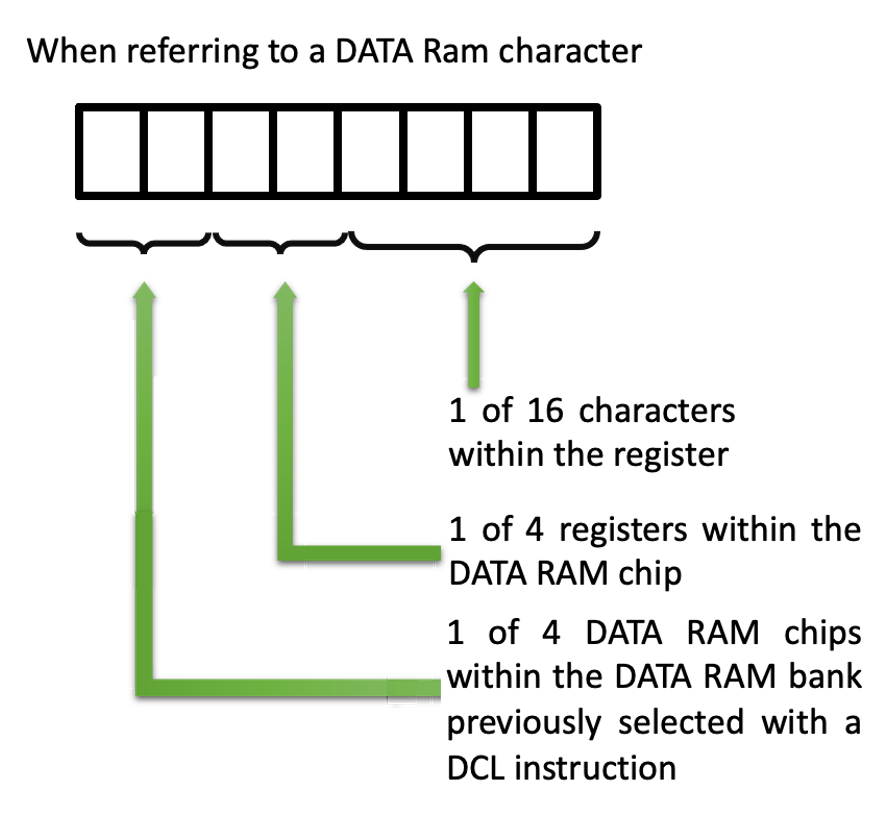 When referring to a DATA Ram character
1 of 16 characters
within the register
1 of 4 registers within the
DATA RAM chip
1 of 4 DATA RAM chips
within the DATA RAM bank
previously selected with a
DCL instruction